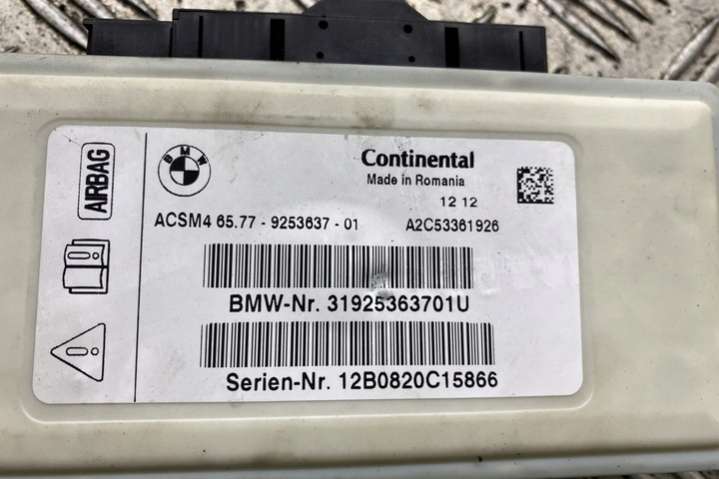 AIRBAG
BMW
Continental
Made in Romania
12 12
ACSM4 65.77 - 9253637 - 01 A2C53361926
BMW-Nr. 31925363701U
Serien-Nr. 12B0820C15866